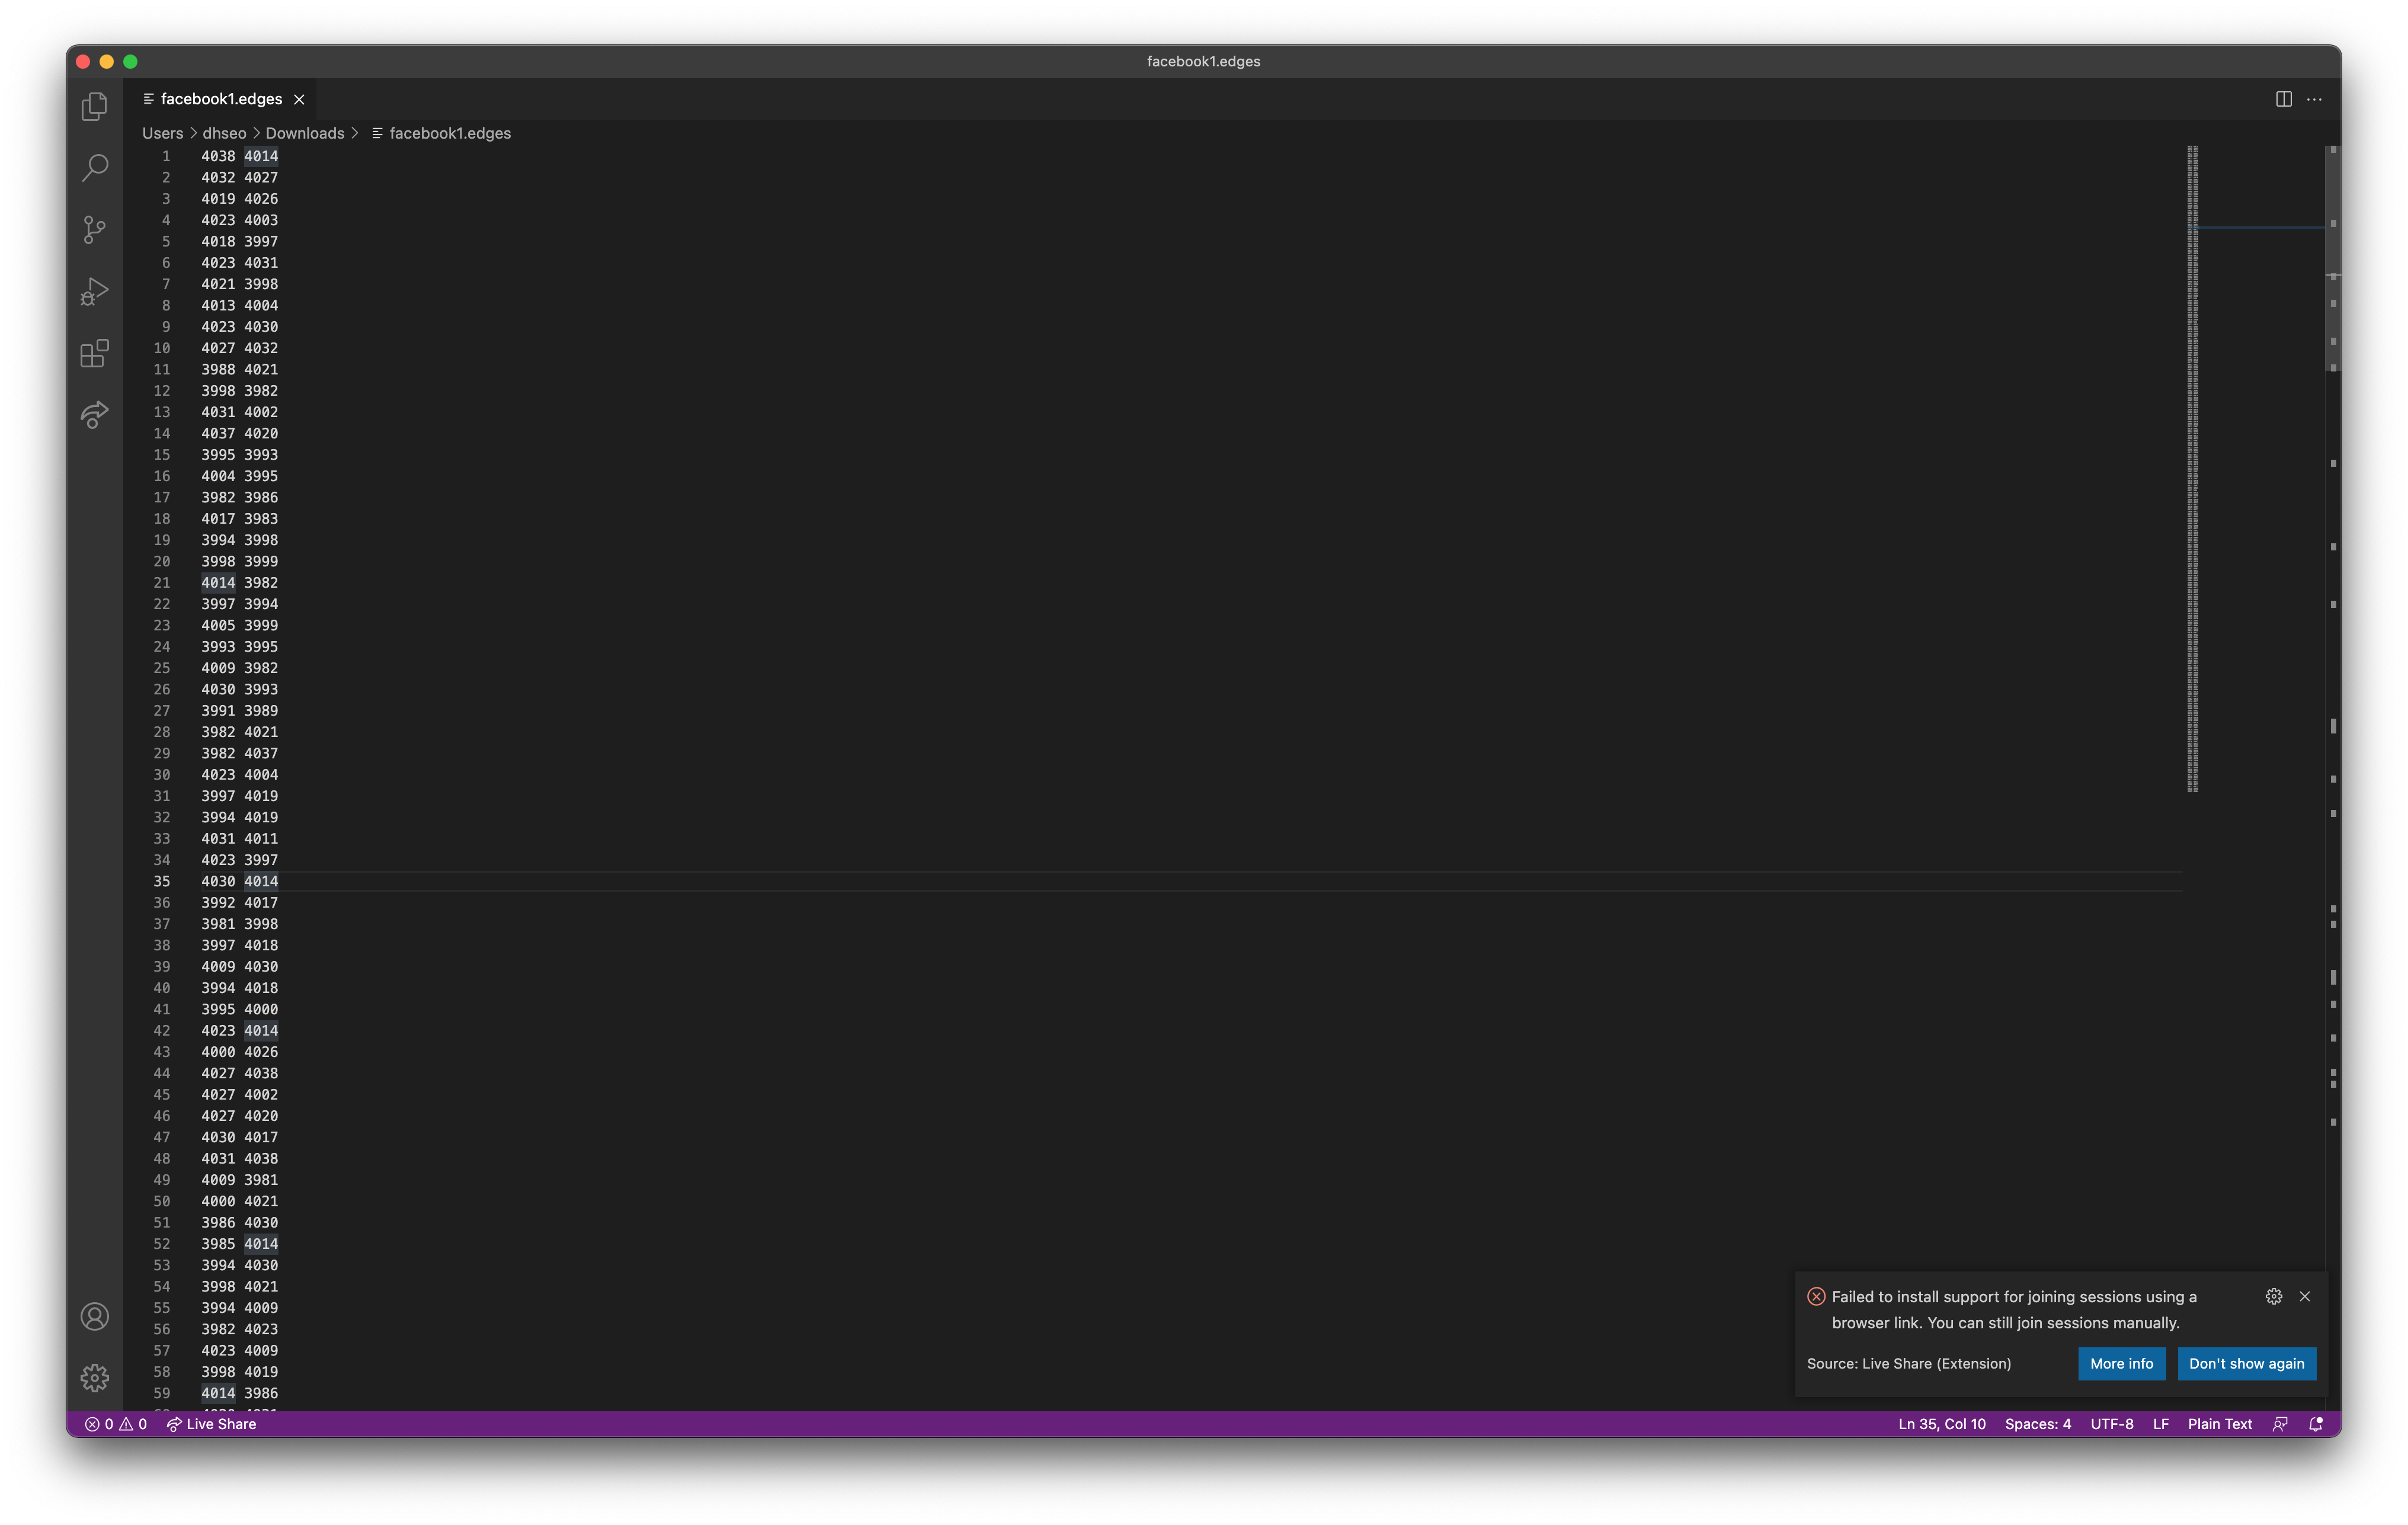 facebook1.edges
facebook1.edges
Users > dhseo > Downloads > facebook1.edges
1 4038 4014
2 4032 4027
3 4019 4026
4 4023 4003
5 4018 3997
6 4023 4031
7 4021 3998
8 4013 4004
9 4023 4030
10 4027 4032
11 3988 4021
12 3998 3982
13 4031 4002
14 4037 4020
15 3995 3993
16 4004 3995
17 3982 3986
18 4017 3983
19 3994 3998
20 3998 3999
21 4014 3982
22 3997 3994
23 4005 3999
24 3993 3995
25 4009 3982
26 4030 3993
27 3991 3989
28 3982 4021
29 3982 4037
30 4023 4004
31 3997 4019
32 3994 4019
33 4031 4011
34 4023 3997
35 4030 4014
36 3992 4017
37 3981 3998
38 3997 4018
39 4009 4030
40 3994 4018
41 3995 4000
42 4023 4014
43 4000 4026
44 4027 4038
45 4027 4002
46 4027 4020
47 4030 4017
48 4031 4038
49 4009 3981
50 4000 4021
51 3986 4030
52 3985 4014
53 3994 4030
54 3998 4021
55 3994 4009
56 3982 4023
57 4023 4009
58 3998 4019
59 4014 3986
Failed to install support for joining sessions using a
browser link. You can still join sessions manually.
Source: Live Share (Extension) More info Don't show again
0 0 Live Share Ln 35, Col 10 Spaces: 4 UTF-8 LF Plain Text